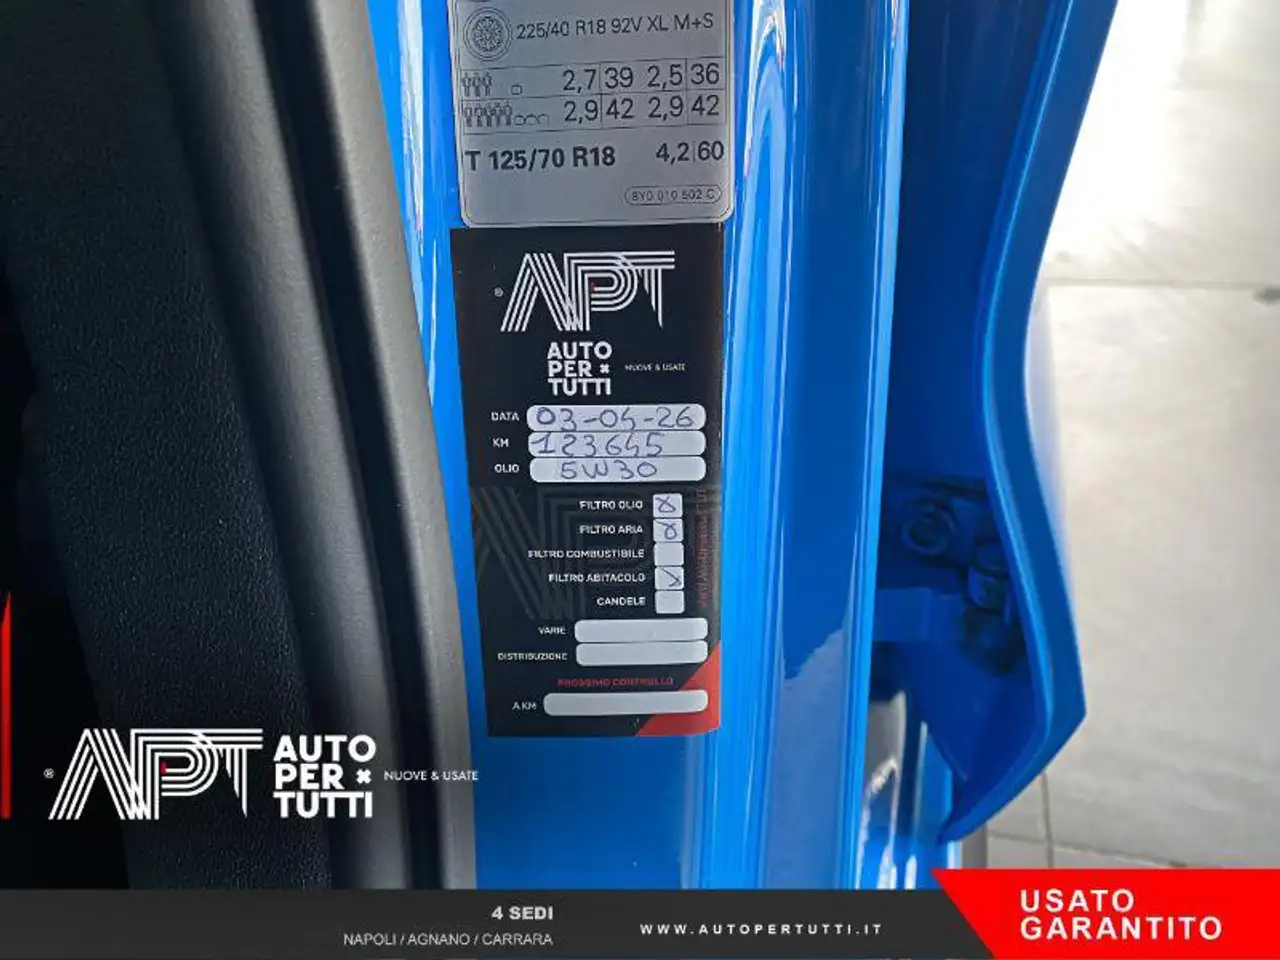 225/40 R18 92V XL M+S
2,7 39 2,5 36
2,9 42 2,9 42
T 125/70 R18 4,2 60
8Y0 010 502 C
APT
®
AUTO
PER
TUTTI
NUOVE & USATE
DATA 03-04-26
KM 123645
OLIO 5W30
FILTRO OLIO
FILTRO ARIA
FILTRO COMBUSTIBILE
FILTRO ABITACOLO
CANDELE
VARIE
DISTRIBUZIONE
PROSSIMO CONTROLLO
A KM
® APT AUTO
PER
TUTTI
NUOVE & USATE
4 SEDI
NAPOLI / AGNANO / CARRARA
WWW.AUTOPERTUTTI.IT
USATO
GARANTITO